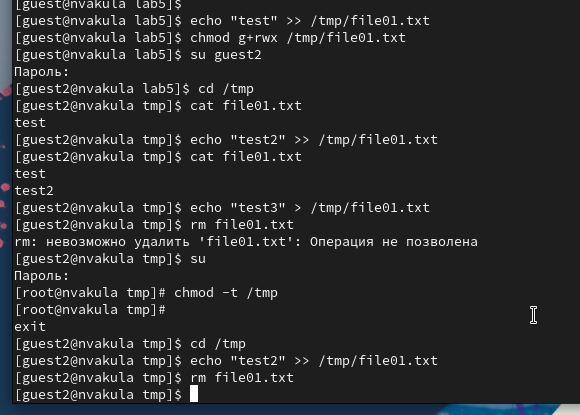 [guest@nvakula lab5]$
[guest@nvakula lab5]$ echo "test" >> /tmp/file01.txt
[guest@nvakula lab5]$ chmod g+rwx /tmp/file01.txt
[guest@nvakula lab5]$ su guest2
Пароль:
[guest2@nvakula lab5]$ cd /tmp
[guest2@nvakula tmp]$ cat file01.txt
test
[guest2@nvakula tmp]$ echo "test2" >> /tmp/file01.txt
[guest2@nvakula tmp]$ cat file01.txt
test
test2
[guest2@nvakula tmp]$ echo "test3" > /tmp/file01.txt
[guest2@nvakula tmp]$ rm file01.txt
rm: невозможно удалить 'file01.txt': Операция не позволена
[guest2@nvakula tmp]$ su
Пароль:
[root@nvakula tmp]# chmod -t /tmp
[root@nvakula tmp]#
exit
[guest2@nvakula tmp]$ cd /tmp
[guest2@nvakula tmp]$ echo "test2" >> /tmp/file01.txt
[guest2@nvakula tmp]$ rm file01.txt
[guest2@nvakula tmp]$